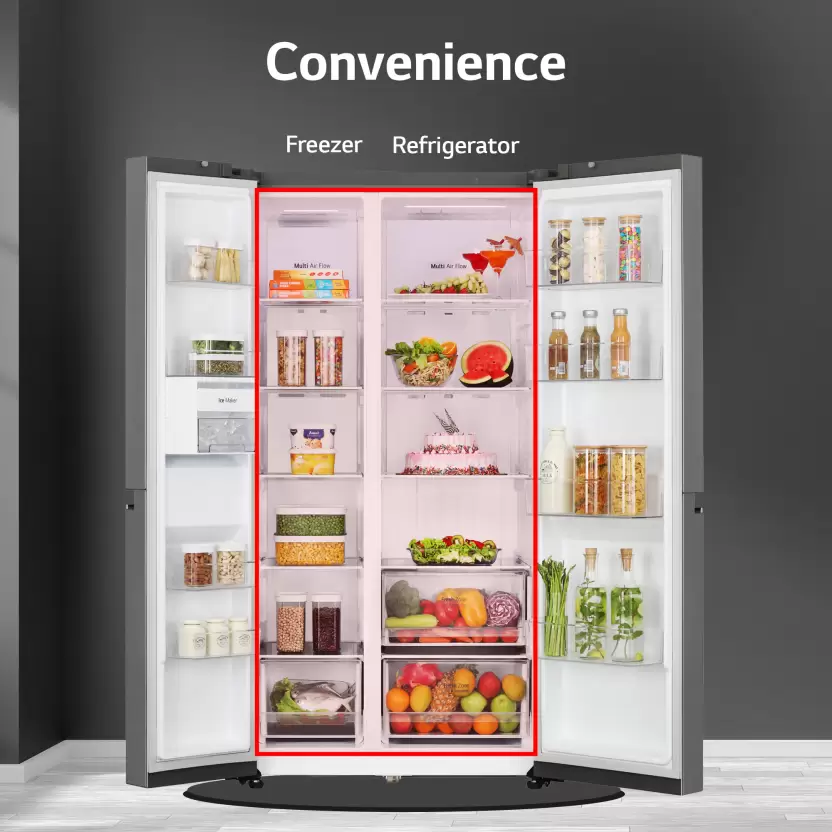 Convenience
Freezer Refrigerator
Multi Air Flow
Multi Air Flow
Ice Maker